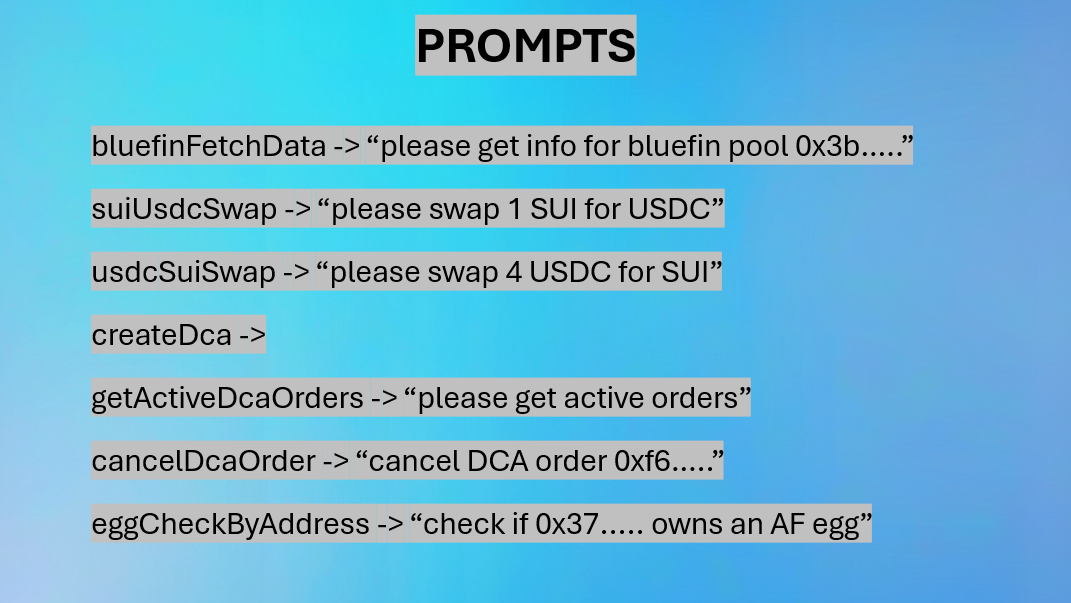 PROMPTS
bluefinFetchData -> “please get info for bluefin pool 0x3b.....”
suiUsdcSwap -> “please swap 1 SUI for USDC”
usdcSuiSwap -> “please swap 4 USDC for SUI”
createDca ->
getActiveDcaOrders -> “please get active orders”
cancelDcaOrder -> “cancel DCA order 0xf6.....”
eggCheckByAddress -> “check if 0x37..... owns an AF egg”